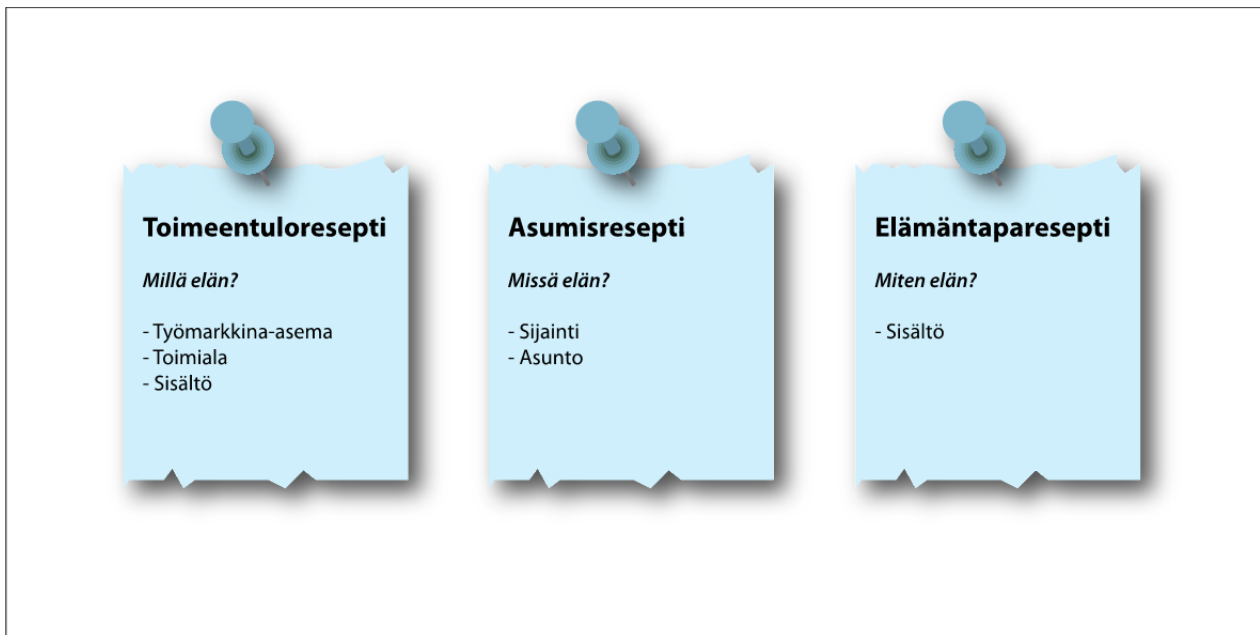 Toimeentuloresepti
Millä elän?
- Työmarkkina-asema
- Toimiala
- Sisältö
Asumisresepti
Missä elän?
- Sijainti
- Asunto
Elämäntaparesepti
Miten elän?
- Sisältö